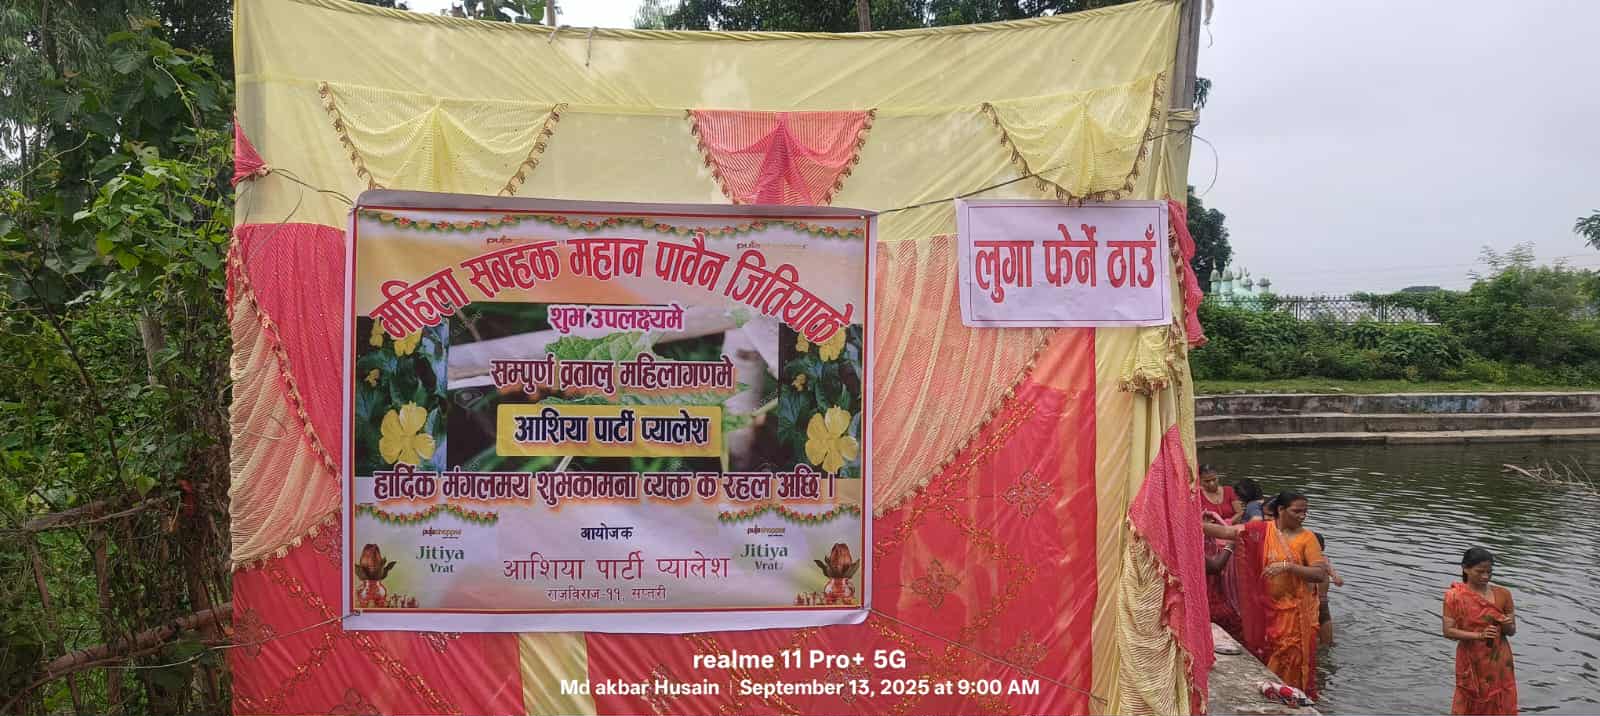 महिला सबहक महान पावैन जितियाके
शुभ उपलक्ष्यमे
सम्पुर्ण व्रतालु महिलागणमे
आशिया पार्टी प्यालेश
हार्दिक मंगलमय शुभकामना व्यक्त क रहल अछि ।
आयोजक
आशिया पार्टी प्यालेश
राजविराज-११, सप्तरी
Jitiya
Vrat
Jitiya
Vrat
लुगा फेर्ने ठाउँ
realme 11 Pro+ 5G
Md akbar Husain | September 13, 2025 at 9:00 AM